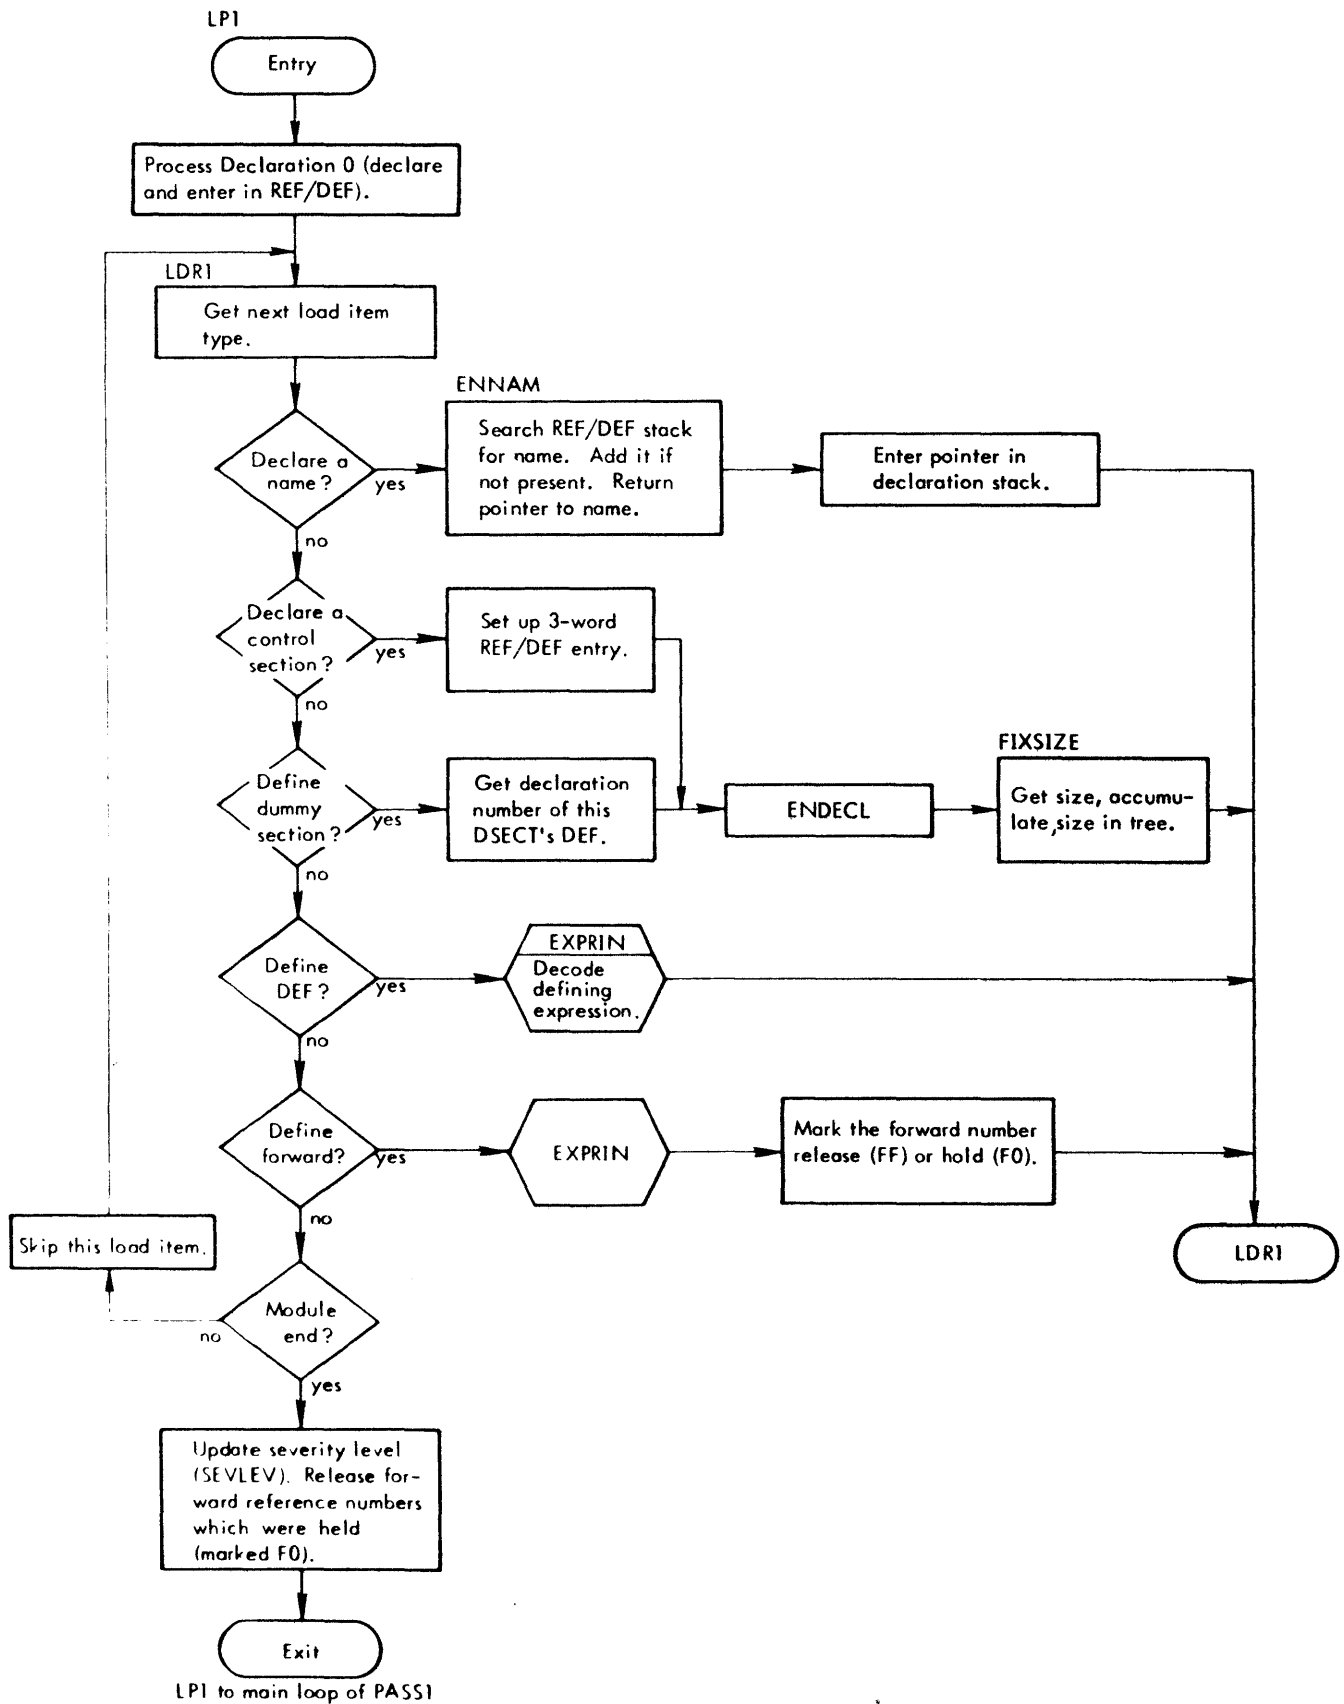 LP1
Entry
Process Declaration 0 (declare
and enter in REF/DEF).
LDR1
Get next load item
type.
ENNAM
Declare a
name?
yes
Search REF/DEF stack
for name. Add it if
not present. Return
pointer to name.
Enter pointer in
declaration stack.
no
Declare a
control
section?
yes
Set up 3-word
REF/DEF entry.
no
Define
dummy
section?
yes
Get declaration
number of this
DSECT's DEF.
ENDECL
FIXSIZE
Get size, accumu-
late,size in tree.
no
Define
DEF?
yes
EXPRIN
Decode
defining
expression.
no
Define
forward?
yes
EXPRIN
Mark the forward number
release (FF) or hold (F0).
no
LDR1
Skip this load item.
Module
end?
no
yes
Update severity level
(SEVLEV). Release for-
ward reference numbers
which were held
(marked F0).
Exit
LP1 to main loop of PASS1